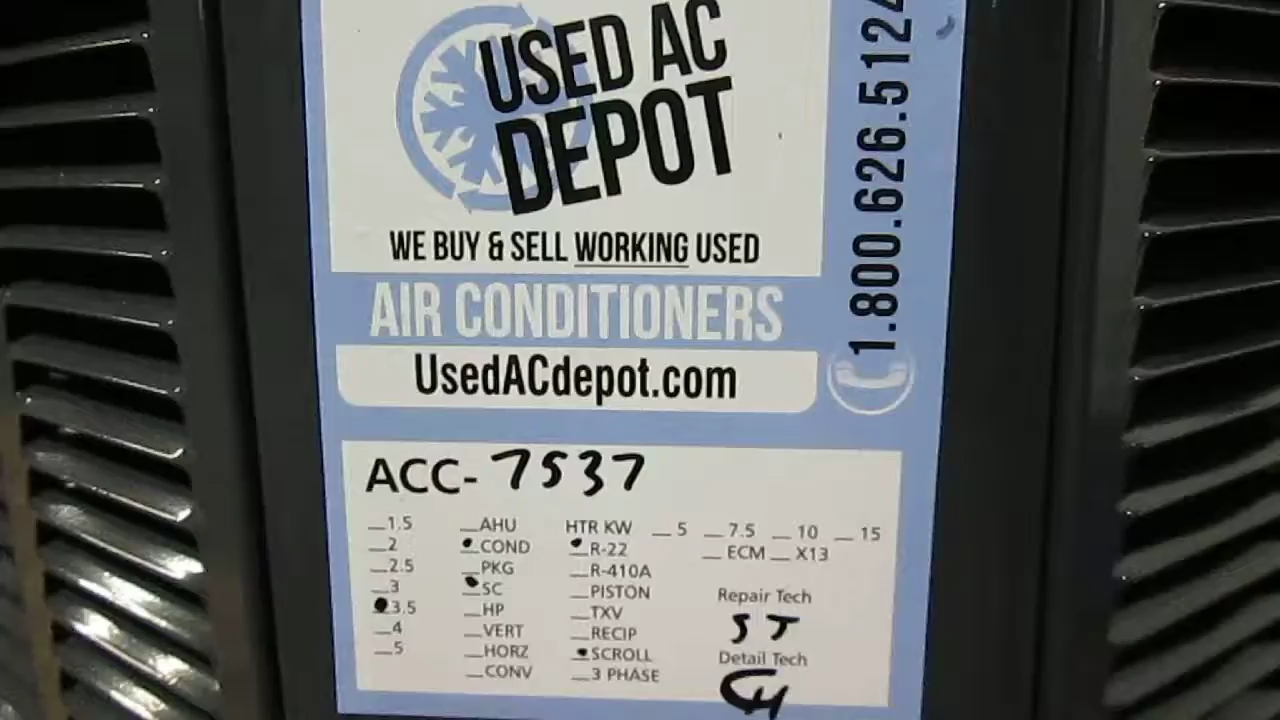 USED AC
DEPOT
WE BUY & SELL WORKING USED
AIR CONDITIONERS
UsedACdepot.com
1.800.626.5124
ACC-7537
1.5
2
2.5
3
3.5
4
5
AHU
COND
PKG
SC
HP
VERT
HORZ
CONV
HTR KW 5 7.5 10 15
R-22 ECM X13
R-410A
PISTON
TXV
RECIP
SCROLL
3 PHASE
Repair Tech
ST
Detail Tech
CH